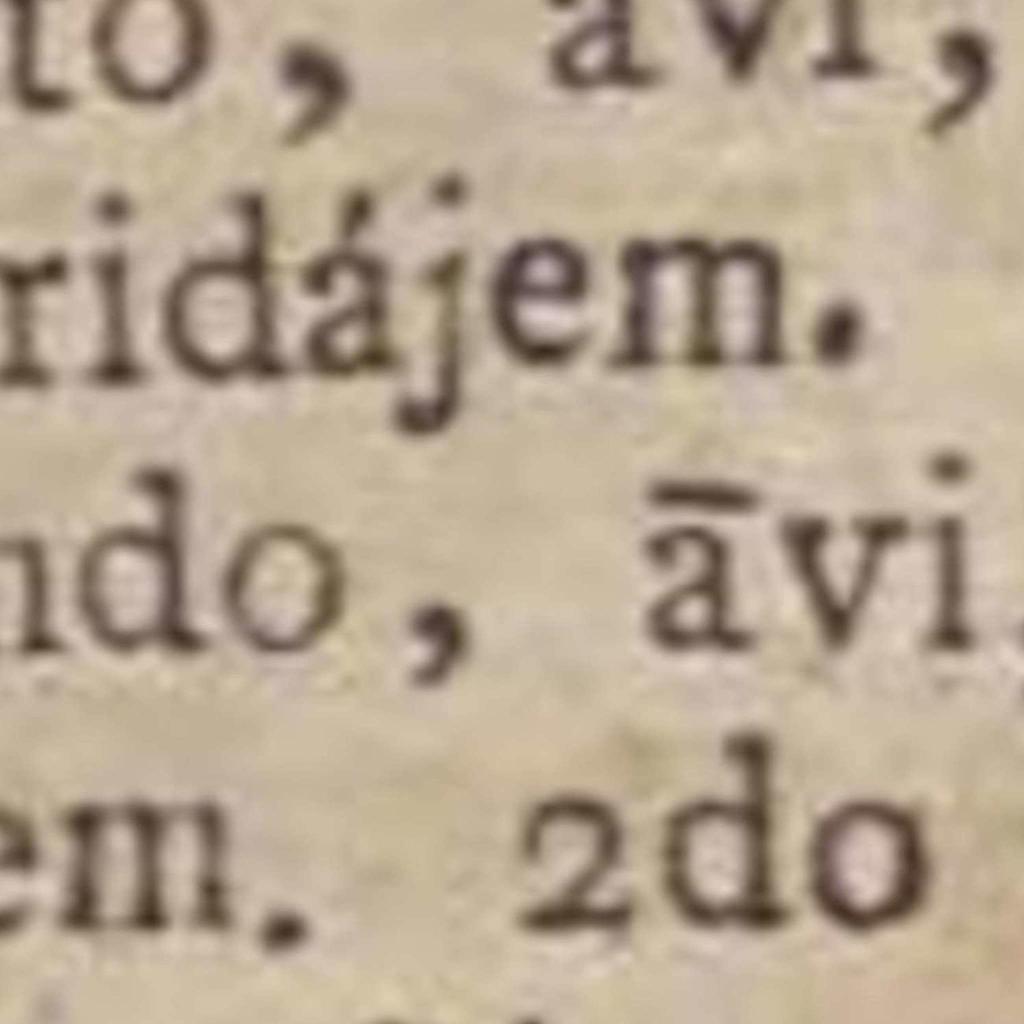 to, avi,
ridájem.
ndo, āvi,
em. 2do